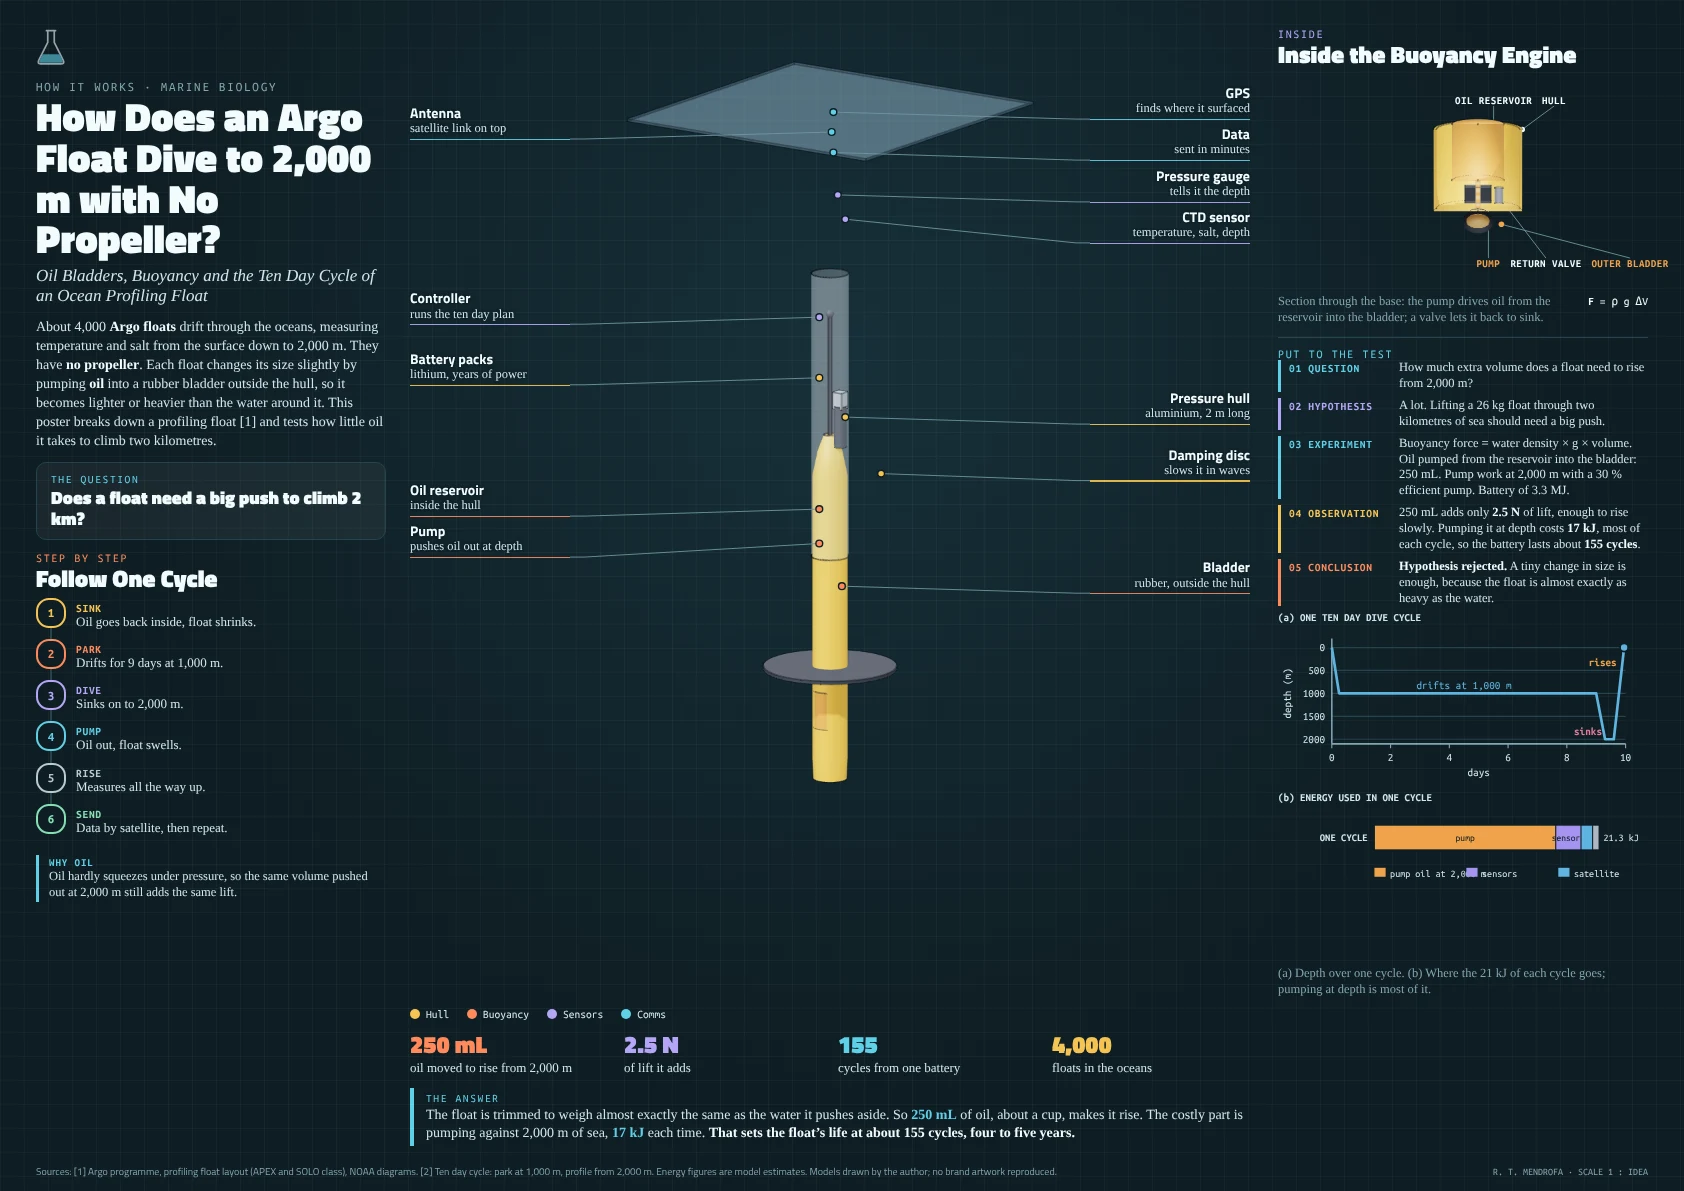 HOW IT WORKS · MARINE BIOLOGY
How Does an Argo
Float Dive to 2,000
m with No
Propeller?
Oil Bladders, Buoyancy and the Ten Day Cycle of
an Ocean Profiling Float
About 4,000 Argo floats drift through the oceans, measuring
temperature and salt from the surface down to 2,000 m. They
have no propeller. Each float changes its size slightly by
pumping oil into a rubber bladder outside the hull, so it
becomes lighter or heavier than the water around it. This
poster breaks down a profiling float [1] and tests how little oil
it takes to climb two kilometres.
THE QUESTION
Does a float need a big push to climb 2
km?
STEP BY STEP
Follow One Cycle
1
SINK
Oil goes back inside, float shrinks.
2
PARK
Drifts for 9 days at 1,000 m.
3
DIVE
Sinks on to 2,000 m.
4
PUMP
Oil out, float swells.
5
RISE
Measures all the way up.
6
SEND
Data by satellite, then repeat.
WHY OIL
Oil hardly squeezes under pressure, so the same volume pushed
out at 2,000 m still adds the same lift.
Antenna
satellite link on top
Controller
runs the ten day plan
Battery packs
lithium, years of power
Oil reservoir
inside the hull
Pump
pushes oil out at depth
GPS
finds where it surfaced
Data
sent in minutes
Pressure gauge
tells it the depth
CTD sensor
temperature, salt, depth
Pressure hull
aluminium, 2 m long
Damping disc
slows it in waves
Bladder
rubber, outside the hull
Hull Buoyancy Sensors Comms
250 mL
oil moved to rise from 2,000 m
2.5 N
of lift it adds
155
cycles from one battery
4,000
floats in the oceans
THE ANSWER
The float is trimmed to weigh almost exactly the same as the water it pushes aside. So 250 mL of oil, about a cup, makes it rise. The costly part is
pumping against 2,000 m of sea, 17 kJ each time. That sets the float’s life at about 155 cycles, four to five years.
INSIDE
Inside the Buoyancy Engine
OIL RESERVOIR HULL
PUMP RETURN VALVE OUTER BLADDER
Section through the base: the pump drives oil from the
reservoir into the bladder; a valve lets it back to sink.
F = ρ g ΔV
PUT TO THE TEST
01 QUESTION
How much extra volume does a float need to rise
from 2,000 m?
02 HYPOTHESIS
A lot. Lifting a 26 kg float through two
kilometres of sea should need a big push.
03 EXPERIMENT
Buoyancy force = water density × g × volume.
Oil pumped from the reservoir into the bladder:
250 mL. Pump work at 2,000 m with a 30 %
efficient pump. Battery of 3.3 MJ.
04 OBSERVATION
250 mL adds only 2.5 N of lift, enough to rise
slowly. Pumping it at depth costs 17 kJ, most of
each cycle, so the battery lasts about 155 cycles.
05 CONCLUSION
Hypothesis rejected. A tiny change in size is
enough, because the float is almost exactly as
heavy as the water.
(a) ONE TEN DAY DIVE CYCLE
depth (m)
0
500
1000
1500
2000
rises
drifts at 1,000 m
sinks
0 2 4 6 8 10
days
(b) ENERGY USED IN ONE CYCLE
ONE CYCLE pump sensor 21.3 kJ
pump oil at 2,000 m sensors satellite
(a) Depth over one cycle. (b) Where the 21 kJ of each cycle goes;
pumping at depth is most of it.
Sources: [1] Argo programme, profiling float layout (APEX and SOLO class), NOAA diagrams. [2] Ten day cycle: park at 1,000 m, profile from 2,000 m. Energy figures are model estimates. Models drawn by the author; no brand artwork reproduced.
R. T. MENDROFA · SCALE 1 : IDEA